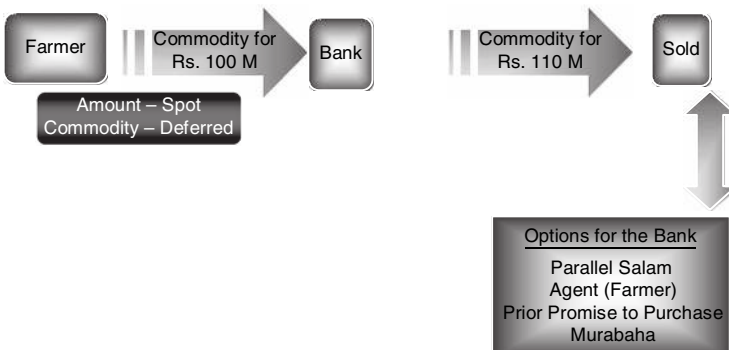 Farmer
Commodity for
Rs. 100 M
Bank
Commodity for
Rs. 110 M
Sold
Amount – Spot
Commodity – Deferred
Options for the Bank
Parallel Salam
Agent (Farmer)
Prior Promise to Purchase
Murabaha